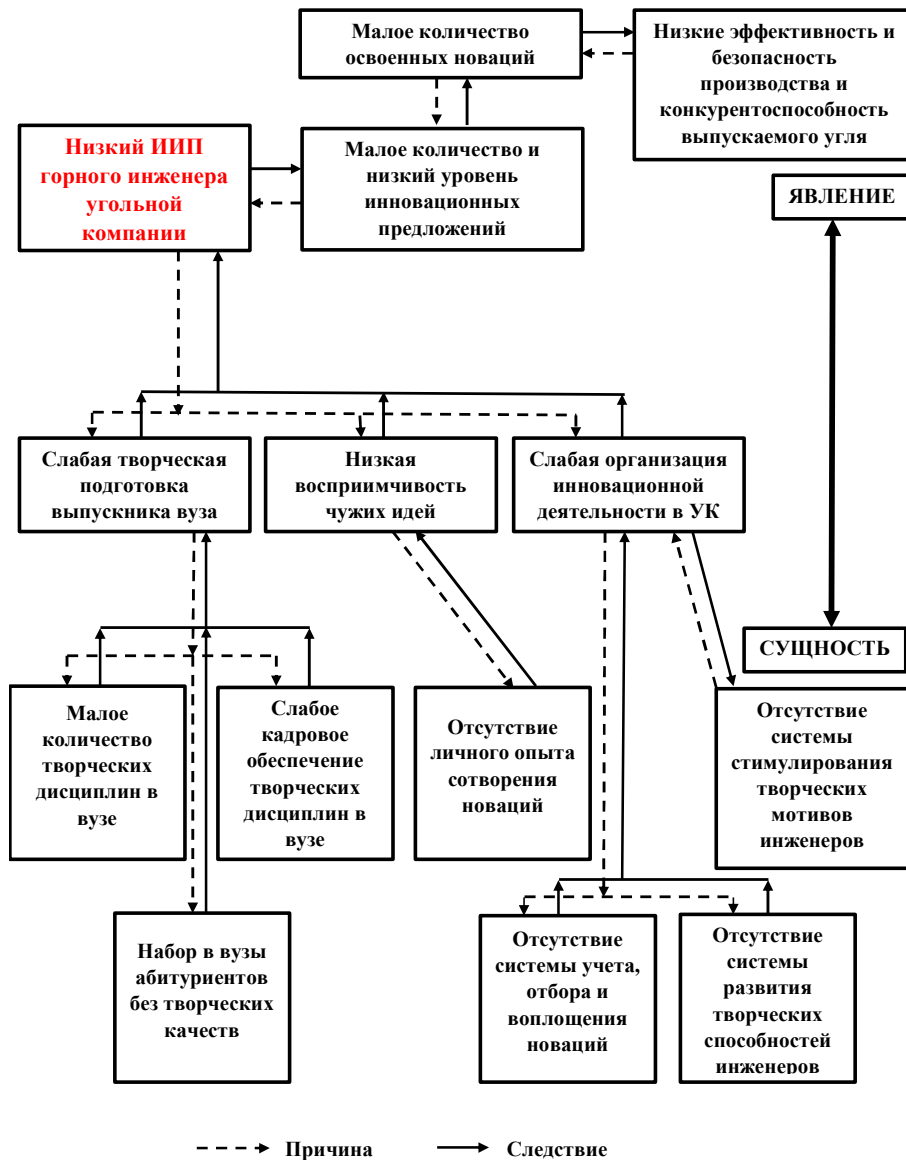 Малое количество
освоенных новаций
Низкие эффективность и
безопасность
производства и
конкурентоспособность
выпускаемого угля
Низкий ИИП
горного инженера
угольной
компании
Малое количество и
низкий уровень
инновационных
предложений
ЯВЛЕНИЕ
Слабая творческая
подготовка
выпускника вуза
Низкая
восприимчивость
чужих идей
Слабая организация
инновационной
деятельности в УК
СУЩНОСТЬ
Малое
количество
творческих
дисциплин в
вузе
Слабое
кадровое
обеспечение
творческих
дисциплин в
вузе
Отсутствие
личного опыта
сотворения
новаций
Отсутствие
системы
стимулирования
творческих
мотивов
инженеров
Набор в вузы
абитуриентов
без творческих
качеств
Отсутствие
системы учета,
отбора и
воплощения
новаций
Отсутствие
системы
развития
творческих
способностей
инженеров
Причина
Следствие